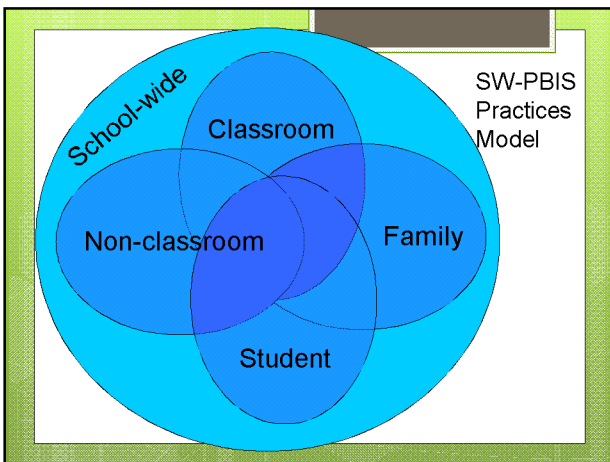 School-wide
Classroom
Non-classroom
Family
Student
SW-PBIS
Practices
Model